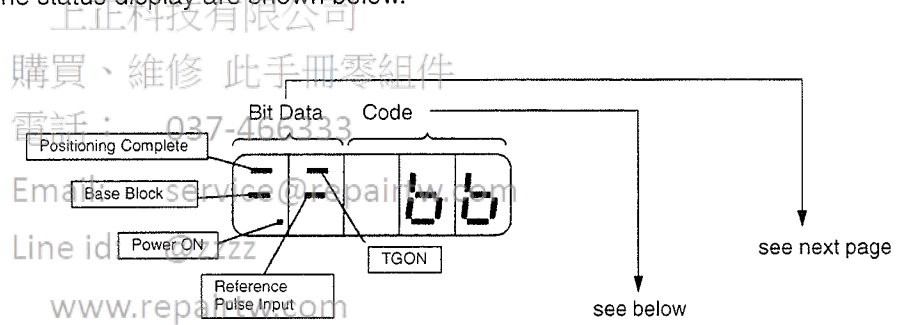 he status display are shown below.
上正科技有限公司
購買、維修 此手冊零組件
Bit Data Code
電話： 037-466333
Positioning Complete
Email: service@repairtw.com
Base Block
bb
Power ON
Line id @zzzz
TGON
see next page
Reference
Pulse Input
www.repairtw.com
see below